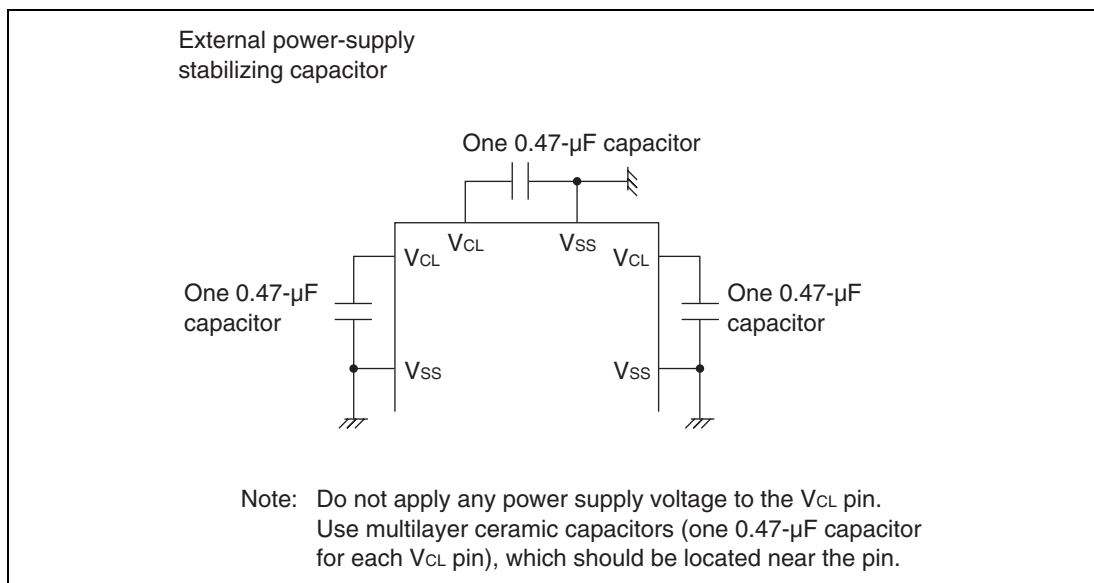 External power-supply
stabilizing capacitor
One 0.47-µF capacitor
VCL
VSS
VCL
VCL
One 0.47-µF
capacitor
One 0.47-µF
capacitor
VSS
VSS
Note: Do not apply any power supply voltage to the VCL pin.
Use multilayer ceramic capacitors (one 0.47-µF capacitor
for each VCL pin), which should be located near the pin.